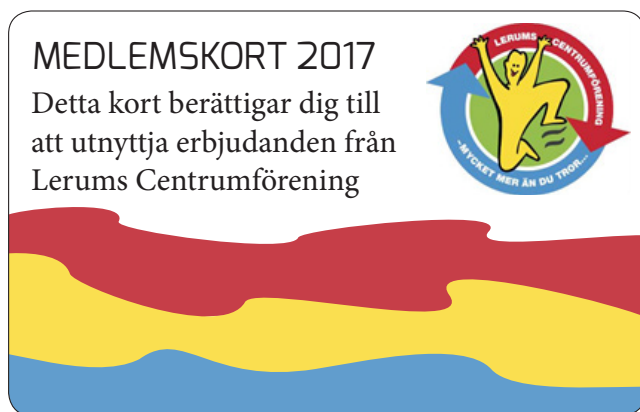 MEDLEMSKORT 2017
Detta kort berättigar dig till
att utnyttja erbjudanden från
Lerums Centrumförening
LERUMS CENTRUMFÖRENING
-MYCKET MER ÄN DU TROR...